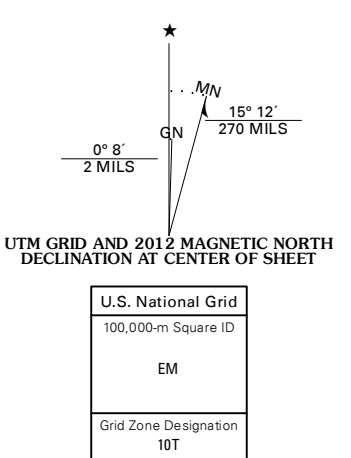 ★
MN
15° 12´
270 MILS
GN
0° 8´
2 MILS
UTM GRID AND 2012 MAGNETIC NORTH
DECLINATION AT CENTER OF SHEET
U.S. National Grid
100,000-m Square ID
EM
Grid Zone Designation
10T